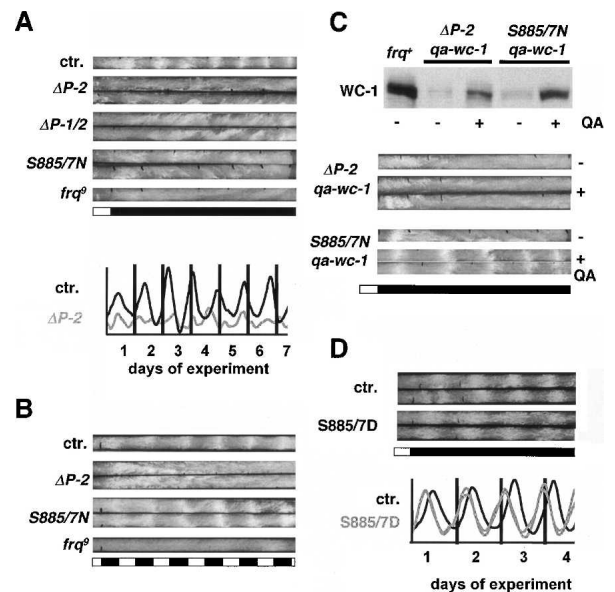 A
ctr.
ΔP-2
ΔP-1/2
S885/7N
frq9
ctr.
ΔP-2
1 2 3 4 5 6 7
days of experiment
B
ctr.
ΔP-2
S885/7N
frq9
C
ΔP-2 S885/7N
frq+ qa-wc-1 qa-wc-1
WC-1
- - + - + QA
ΔP-2 -
qa-wc-1 +
S885/7N -
qa-wc-1 +
QA
D
ctr.
S885/7D
ctr.
S885/7D
1 2 3 4
days of experiment